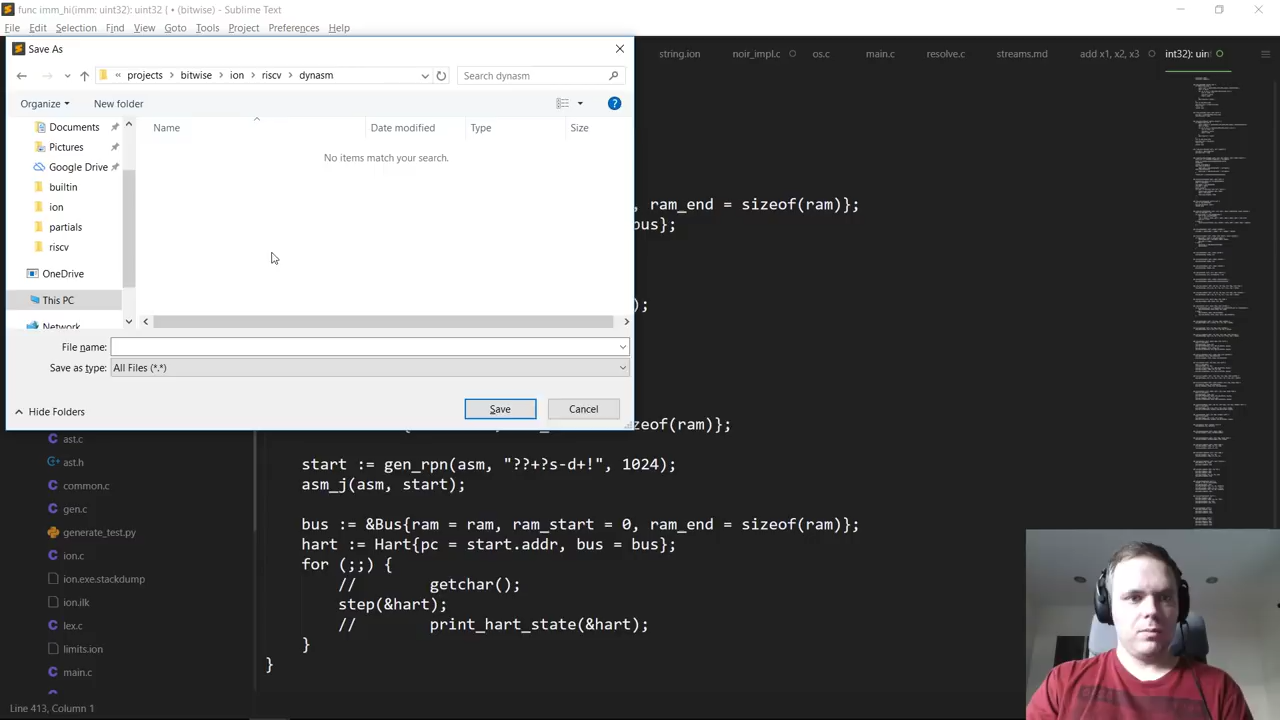 func imm_hi(imm: uint32): uint32 { • (bitwise) - Sublime Text
File Edit Selection Find View Goto Tools Project Preferences Help
Save As
string.ion noir_impl.c os.c main.c resolve.c streams.md add x1, x2, x3 int32): uin
« projects › bitwise › ion › riscv › dynasm
Search dynasm
Organize New folder
Documents
Pictures
Google Drive
builtin
ion
partials
riscv
OneDrive
This PC
Network
Name Date modified Type Size
No items match your search.
File name:
Save as type: All Files (*.*)
Hide Folders
Cancel
, ram_end = sizeof(ram)};
bus};
);
zeof(ram)};
1024);
asm_j(asm, start);
bus := &Bus{ram = ram, ram_start = 0, ram_end = sizeof(ram)};
hart := Hart{pc = start.addr, bus = bus};
for (;;) {
// getchar();
step(&hart);
// print_hart_state(&hart);
}
}
ast.c
ast.h
common.c
gen.c
generate_test.py
ion.c
ion.exe.stackdump
ion.ilk
lex.c
limits.ion
main.c
Line 413, Column 1